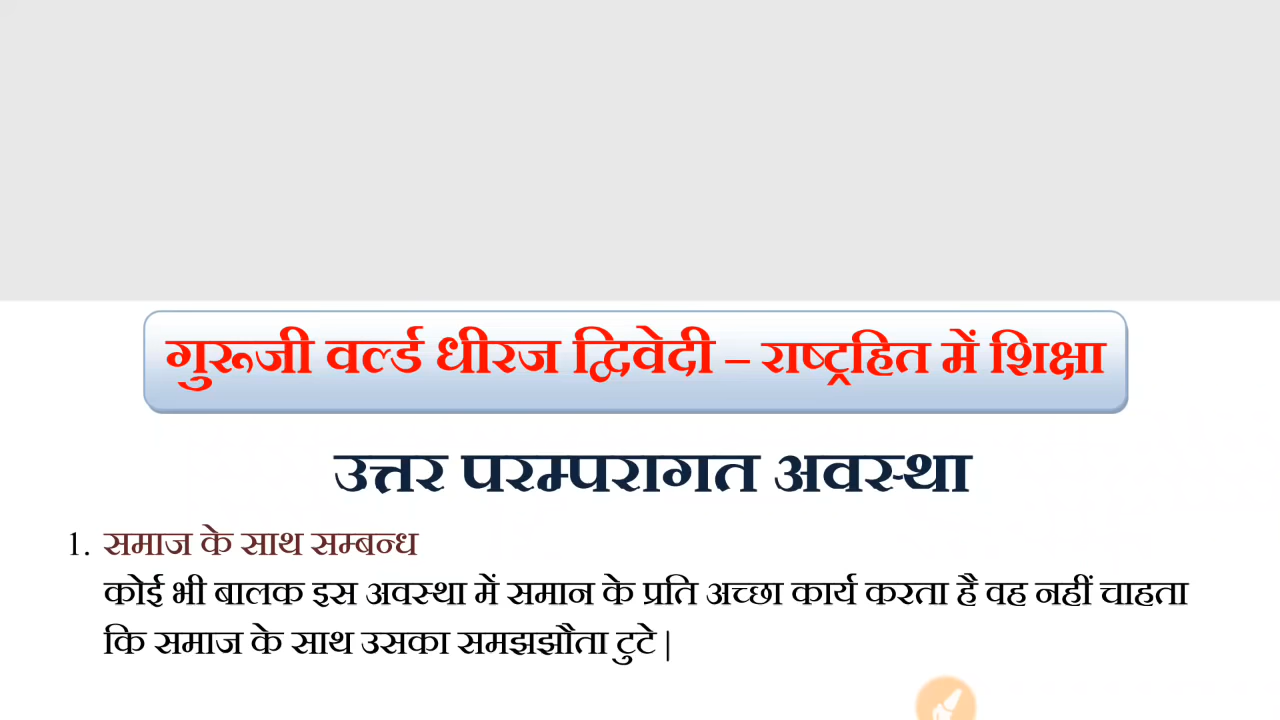 गुरूजी वर्ल्ड धीरज द्विवेदी – राष्ट्रहित में शिक्षा
उत्तर परम्परागत अवस्था
1. समाज के साथ सम्बन्ध
कोई भी बालक इस अवस्था में समान के प्रति अच्छा कार्य करता है वह नहीं चाहता
कि समाज के साथ उसका समझझौता टुटे |